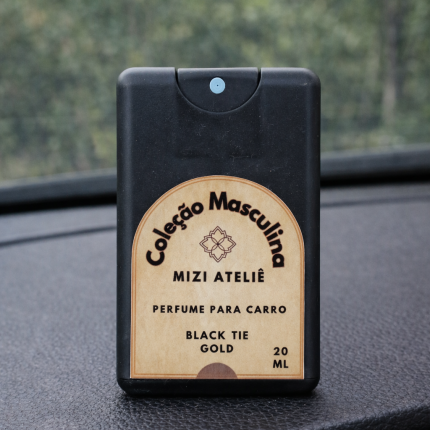 Coleção Masculina
MIZI ATELIÊ
PERFUME PARA CARRO
BLACK TIE
GOLD
20
ML